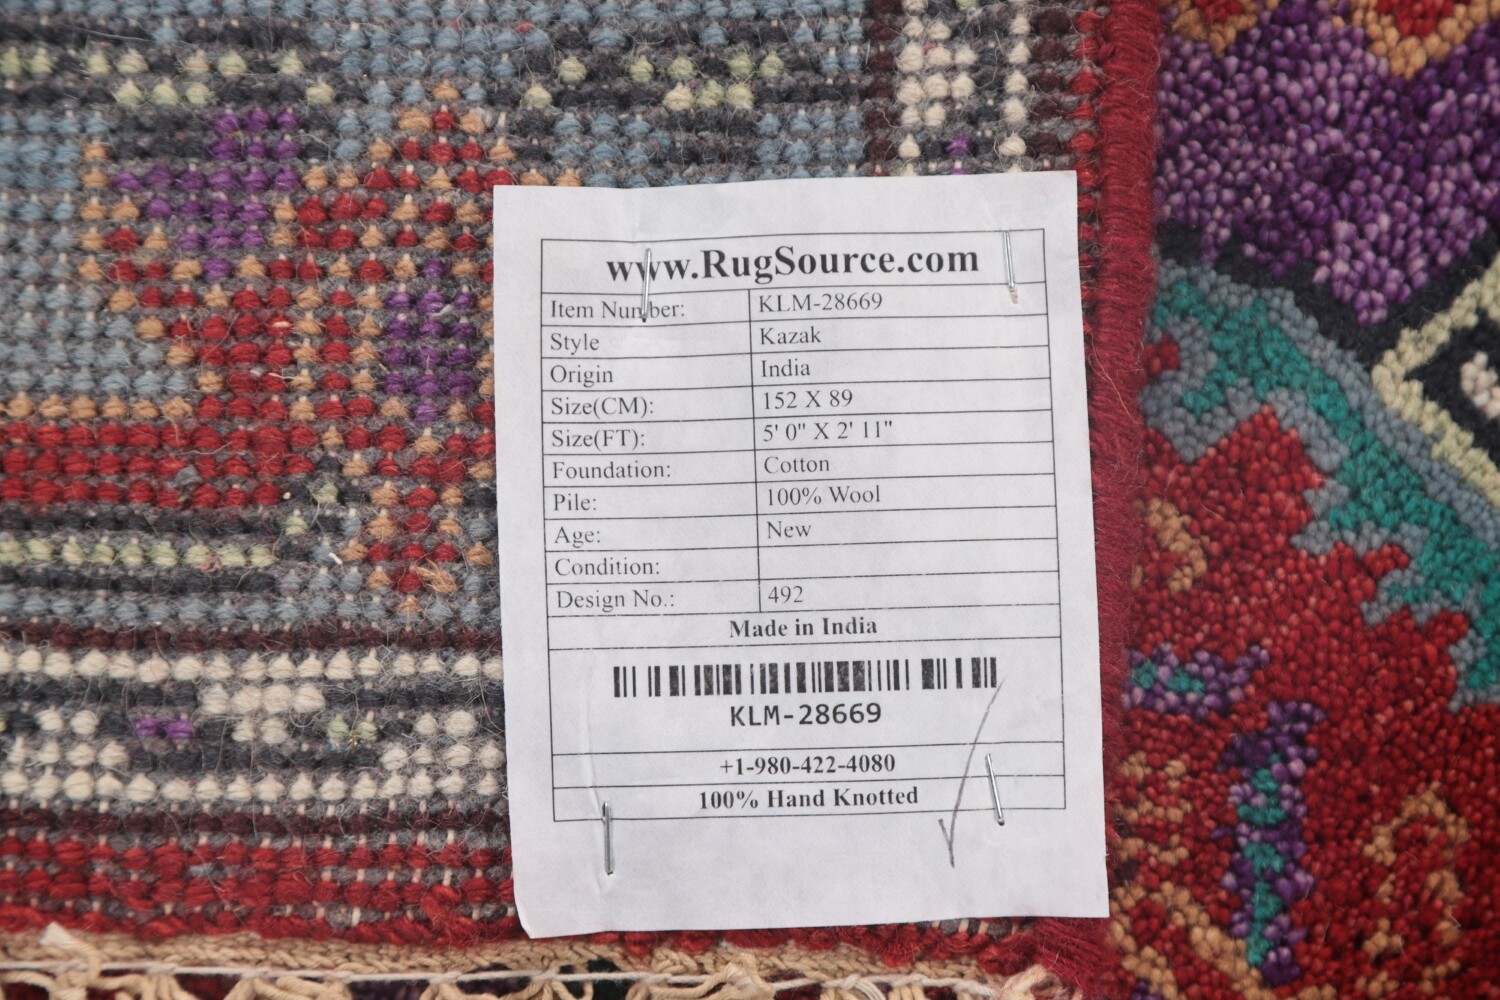 www.RugSource.com
Item Number: KLM-28669
Style Kazak
Origin India
Size(CM): 152 X 89
Size(FT): 5' 0" X 2' 11"
Foundation: Cotton
Pile: 100% Wool
Age: New
Condition:
Design No.: 492
Made in India
KLM-28669
+1-980-422-4080
100% Hand Knotted